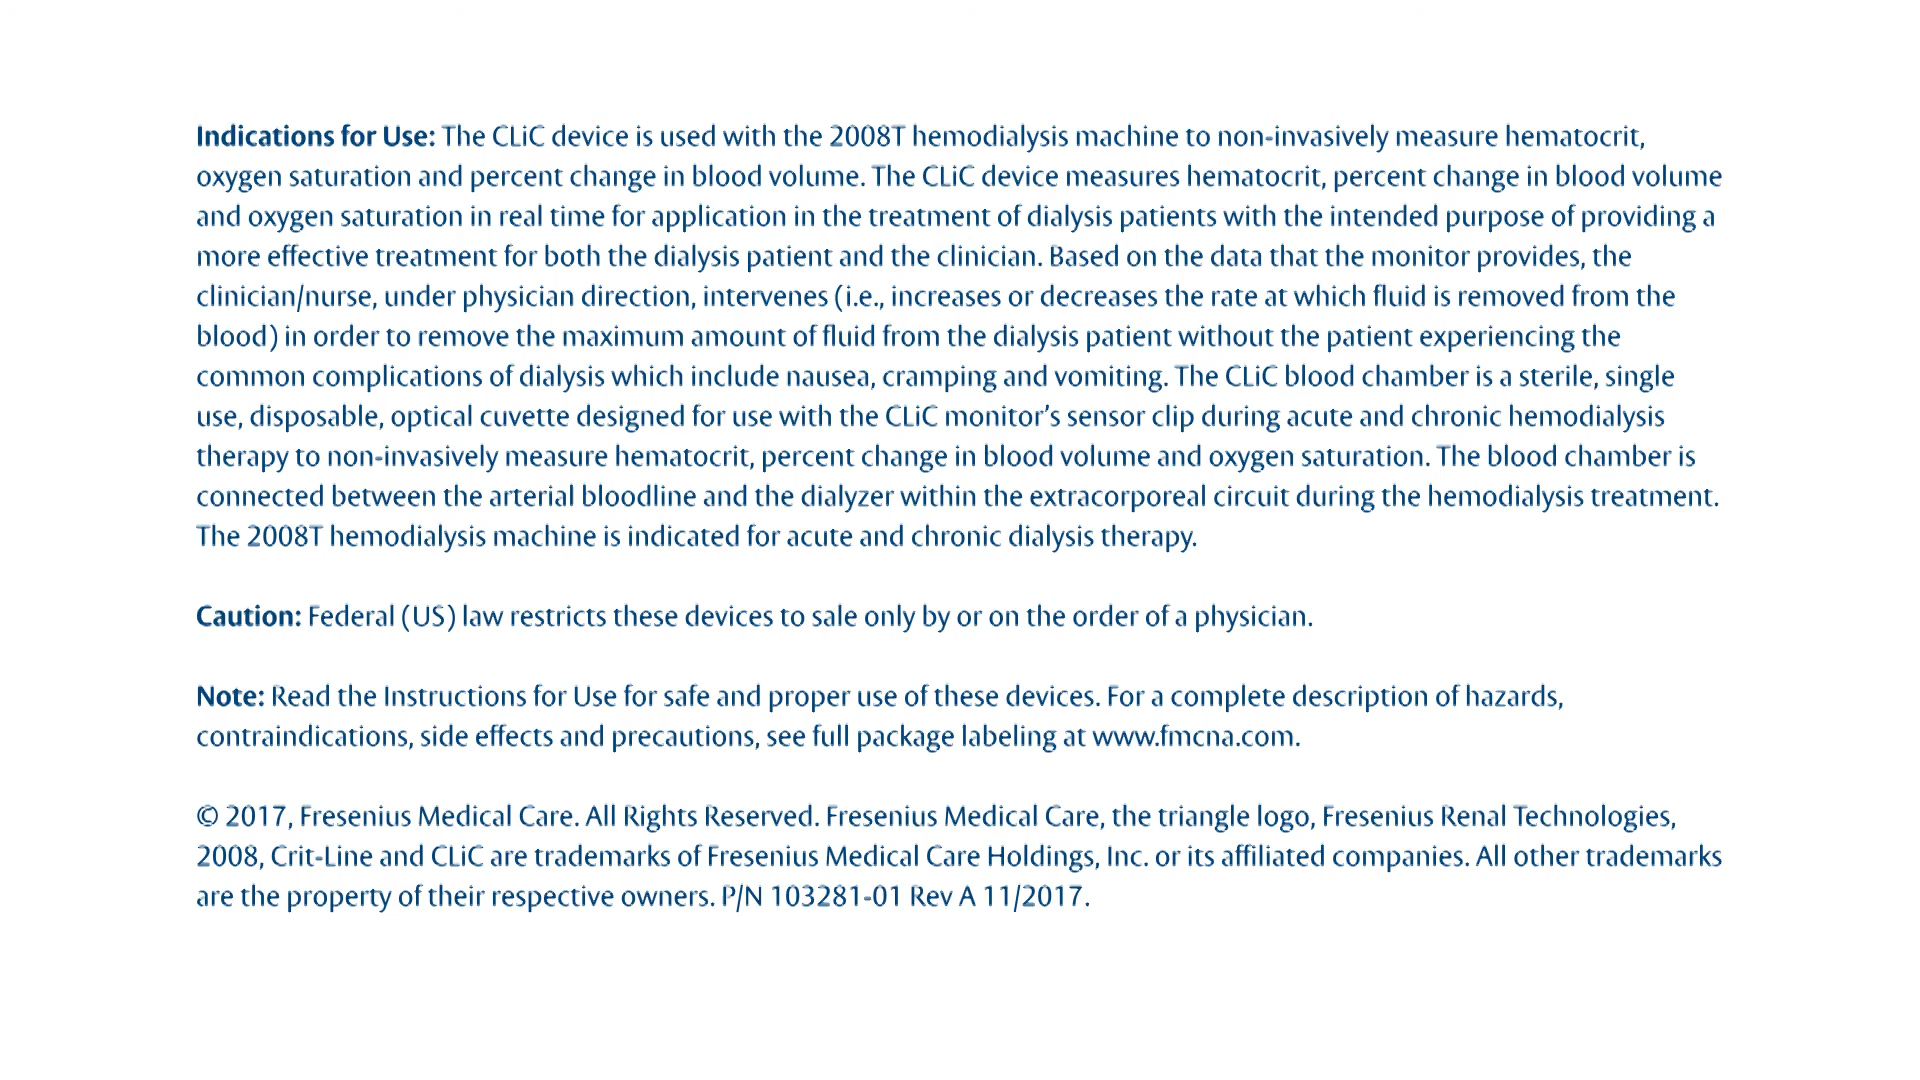 Indications for Use: The CLiC device is used with the 2008T hemodialysis machine to non-invasively measure hematocrit,
oxygen saturation and percent change in blood volume. The CLiC device measures hematocrit, percent change in blood volume
and oxygen saturation in real time for application in the treatment of dialysis patients with the intended purpose of providing a
more effective treatment for both the dialysis patient and the clinician. Based on the data that the monitor provides, the
clinician/nurse, under physician direction, intervenes (i.e., increases or decreases the rate at which fluid is removed from the
blood) in order to remove the maximum amount of fluid from the dialysis patient without the patient experiencing the
common complications of dialysis which include nausea, cramping and vomiting. The CLiC blood chamber is a sterile, single
use, disposable, optical cuvette designed for use with the CLiC monitor’s sensor clip during acute and chronic hemodialysis
therapy to non-invasively measure hematocrit, percent change in blood volume and oxygen saturation. The blood chamber is
connected between the arterial bloodline and the dialyzer within the extracorporeal circuit during the hemodialysis treatment.
The 2008T hemodialysis machine is indicated for acute and chronic dialysis therapy.
Caution: Federal (US) law restricts these devices to sale only by or on the order of a physician.
Note: Read the Instructions for Use for safe and proper use of these devices. For a complete description of hazards,
contraindications, side effects and precautions, see full package labeling at www.fmcna.com.
© 2017, Fresenius Medical Care. All Rights Reserved. Fresenius Medical Care, the triangle logo, Fresenius Renal Technologies,
2008, Crit-Line and CLiC are trademarks of Fresenius Medical Care Holdings, Inc. or its affiliated companies. All other trademarks
are the property of their respective owners. P/N 103281-01 Rev A 11/2017.